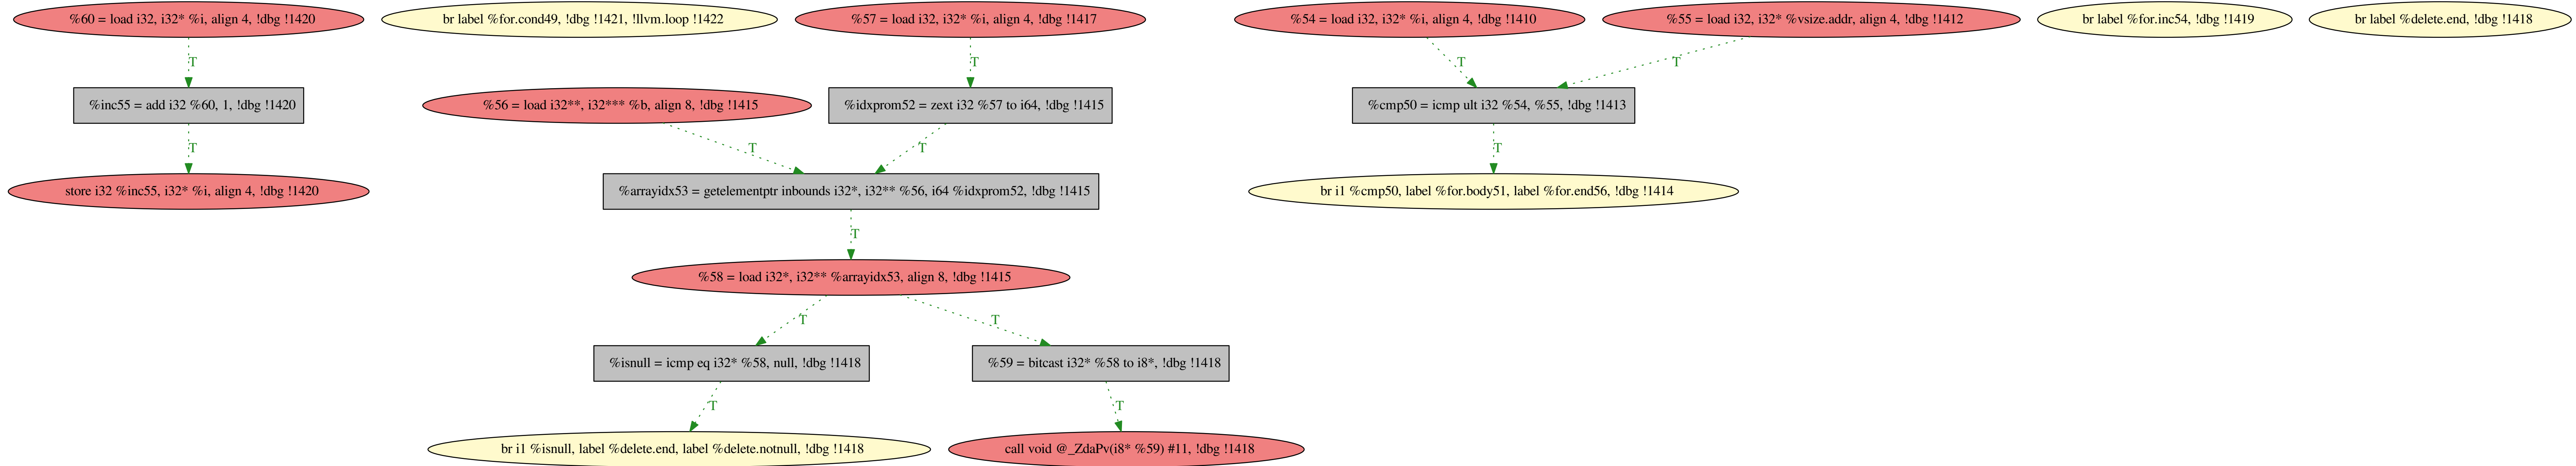 %60 = load i32, i32* %i, align 4, !dbg !1420
br label %for.cond49, !dbg !1421, !llvm.loop !1422
%57 = load i32, i32* %i, align 4, !dbg !1417
%54 = load i32, i32* %i, align 4, !dbg !1410
%55 = load i32, i32* %vsize.addr, align 4, !dbg !1412
br label %for.inc54, !dbg !1419
br label %delete.end, !dbg !1418
T
T
T
T
%inc55 = add i32 %60, 1, !dbg !1420
%56 = load i32**, i32*** %b, align 8, !dbg !1415
%idxprom52 = zext i32 %57 to i64, !dbg !1415
%cmp50 = icmp ult i32 %54, %55, !dbg !1413
T
T
T
T
store i32 %inc55, i32* %i, align 4, !dbg !1420
%arrayidx53 = getelementptr inbounds i32*, i32** %56, i64 %idxprom52, !dbg !1415
br i1 %cmp50, label %for.body51, label %for.end56, !dbg !1414
T
%58 = load i32*, i32** %arrayidx53, align 8, !dbg !1415
T
T
%isnull = icmp eq i32* %58, null, !dbg !1418
%59 = bitcast i32* %58 to i8*, !dbg !1418
T
T
br i1 %isnull, label %delete.end, label %delete.notnull, !dbg !1418
call void @_ZdaPv(i8* %59) #11, !dbg !1418